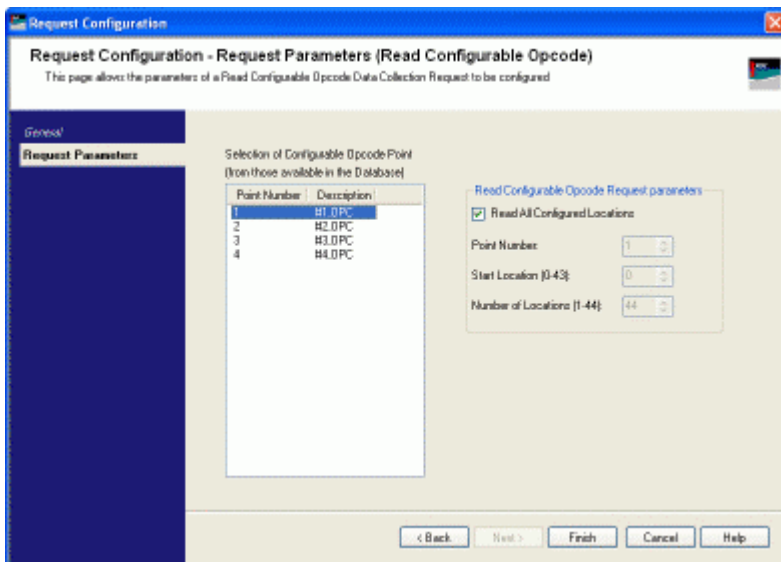 Request Configuration
Request Configuration - Request Parameters (Read Configurable Opcode)
This page allows the parameters of a Read Configurable Opcode Data Collection Request to be configured
General
Request Parameters
Selection of Configurable Opcode Point
(from those available in the Database)
Point Number Description
1 #1.OPC
2 #2.OPC
3 #3.OPC
4 #4.OPC
Read Configurable Opcode Request parameters
Read All Configured Locations
Point Number: 1
Start Location (0-43): 0
Number of Locations (1-44): 44
< Back Next > Finish Cancel Help